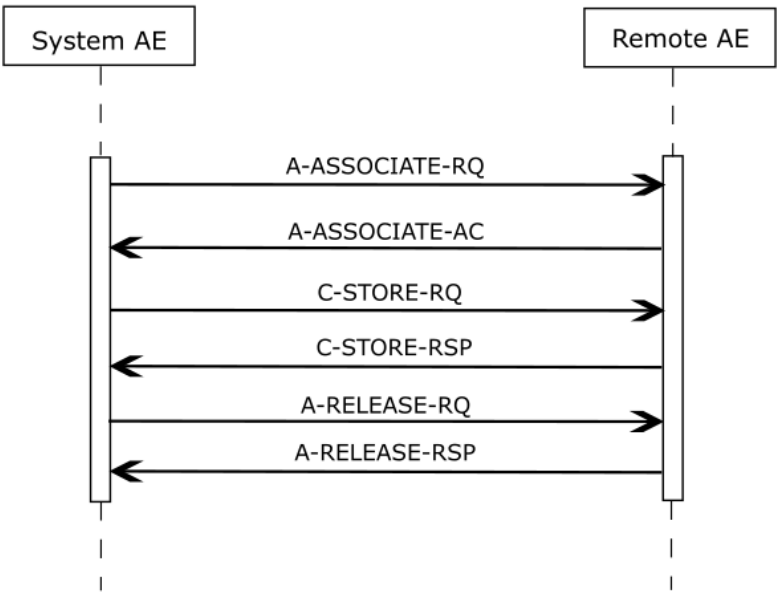 System AE
Remote AE
A-ASSOCIATE-RQ
A-ASSOCIATE-AC
C-STORE-RQ
C-STORE-RSP
A-RELEASE-RQ
A-RELEASE-RSP